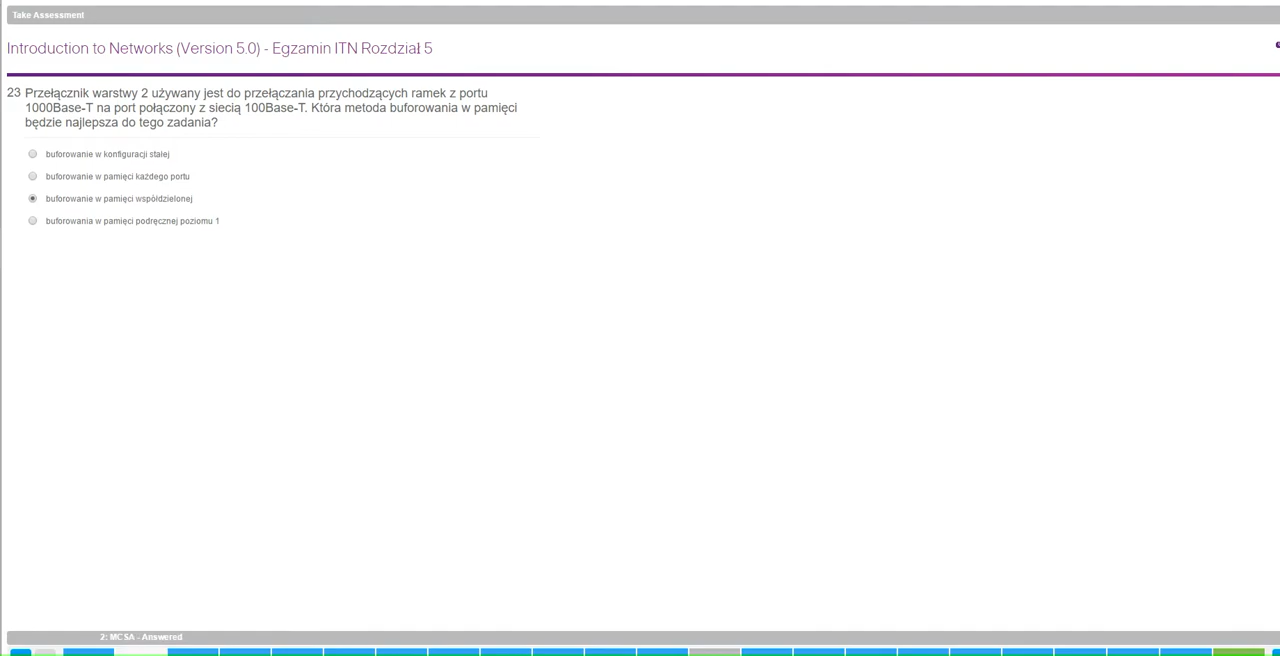 Take Assessment
Introduction to Networks (Version 5.0) - Egzamin ITN Rozdział 5
23 Przełącznik warstwy 2 używany jest do przełączania przychodzących ramek z portu
1000Base-T na port połączony z siecią 100Base-T. Która metoda buforowania w pamięci
będzie najlepsza do tego zadania?
buforowanie w konfiguracji stałej
buforowanie w pamięci każdego portu
buforowanie w pamięci współdzielonej
buforowania w pamięci podręcznej poziomu 1
2: MCSA - Answered